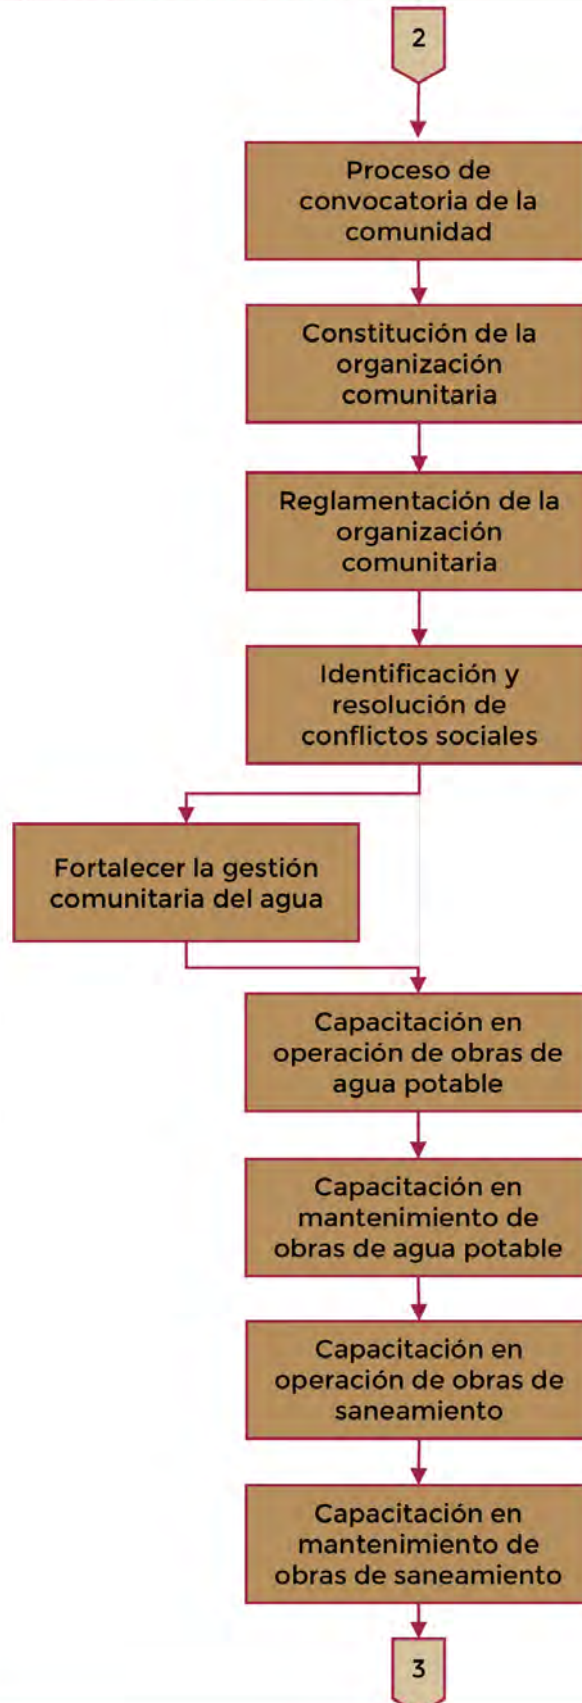 2
Proceso de
convocatoria de la
comunidad
Constitución de la
organización
comunitaria
Reglamentación de la
organización
comunitaria
Identificación y
resolución de
conflictos sociales
Fortalecer la gestión
comunitaria del agua
Capacitación en
operación de obras de
agua potable
Capacitación en
mantenimiento de
obras de agua potable
Capacitación en
operación de obras de
saneamiento
Capacitación en
mantenimiento de
obras de saneamiento
3